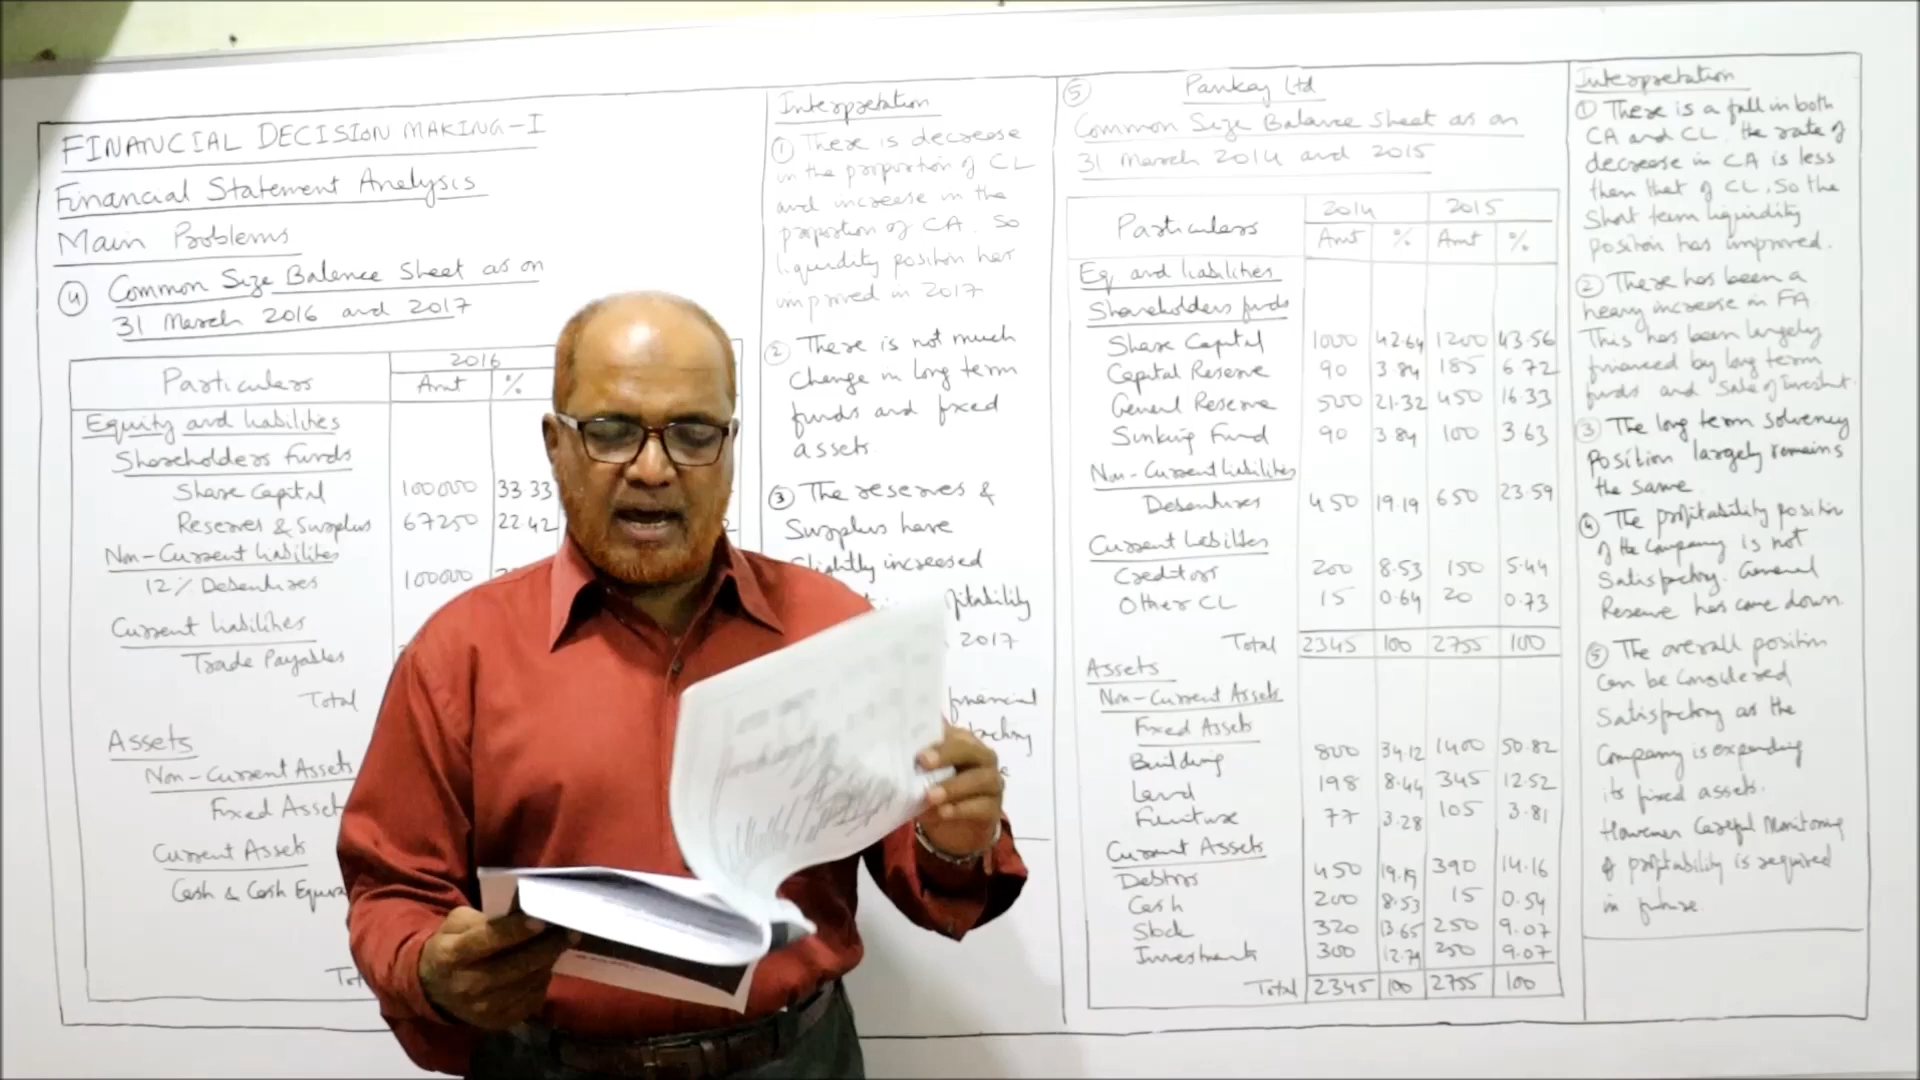 FINANCIAL DECISION MAKING-I
Financial Statement Analysis
Main Problems
④ Common Size Balance Sheet as on
31 March 2016 and 2017
2016
Particulars Amt %
Equity and liabilities
Shareholders funds
Share Capital 100000 33.33
Reserves & Surplus 67250 22.42
Non-Current liabilities
12% Debentures 100000
Current liabilities
Trade Payables
Total
Assets
Non-Current Assets
Fixed Assets
Current Assets
Cash & Cash
Interpretation
① There is decrease
in the proportion of CL
and increase in the
proportion of CA. So
liquidity position has
improved in 2017
② There is not much
change in long term
funds and fixed
assets.
③ The reserves &
Surplus have
Slightly increased
2017
financial
⑤ Pankay Ltd
Common Size Balance Sheet as on
31 March 2014 and 2015
Particulars 2014 2015
Amt % Amt %
Eq and liabilities
Shareholders funds
Share Capital 1000 42.64 1200 43.56
Capital Reserve 90 3.84 185 6.72
General Reserve 500 21.32 450 16.33
Sinking Fund 90 3.84 100 3.63
Non-Current liabilities
Debentures 450 19.19 650 23.59
Current liabilities
Creditors 200 8.53 150 5.44
Other CL 15 0.64 20 0.73
Total 2345 100 2755 100
Assets
Non-Current Assets
Fixed Assets
Building 800 34.12 1400 50.82
Land 198 8.44 345 12.52
Furniture 77 3.28 105 3.81
Current Assets
Debtors 450 19.19 390 14.16
Cash 200 8.53 15 0.54
Stock 320 13.65 250 9.07
Investments 300 12.79 250 9.07
Total 2345 100 2755 100
Interpretation
① There is a fall in both
CA and CL. The rate of
decrease in CA is less
than that of CL. So the
Short term liquidity
position has improved.
② There has been a
heavy increase in FA.
This has been largely
financed by long term
funds and Sale of Investmt.
③ The long term solvency
Position largely remains
the same
④ The profitability position
of the Company is not
Satisfactory. General
Reserve has come down.
⑤ The overall position
Can be Considered
Satisfactory as the
Company is expanding
its fixed assets.
However Careful Monitoring
of profitability is required
in future.